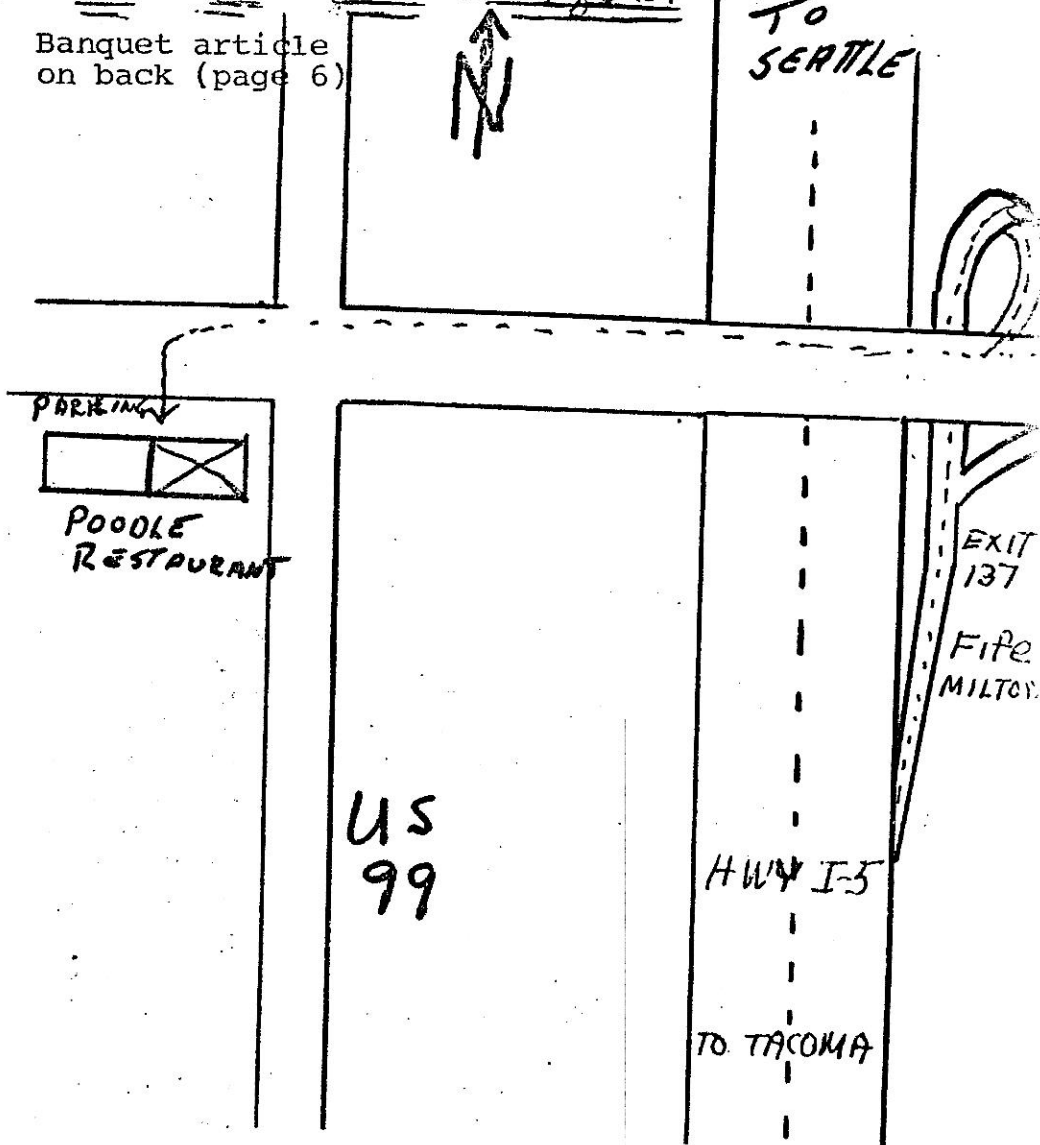 Banquet article
on back (page 6)
N
TO
SEATTLE
PARKING
POODLE
RESTAURANT
EXIT
137
Fife
US
99
HWY I-5
TO TACOMA